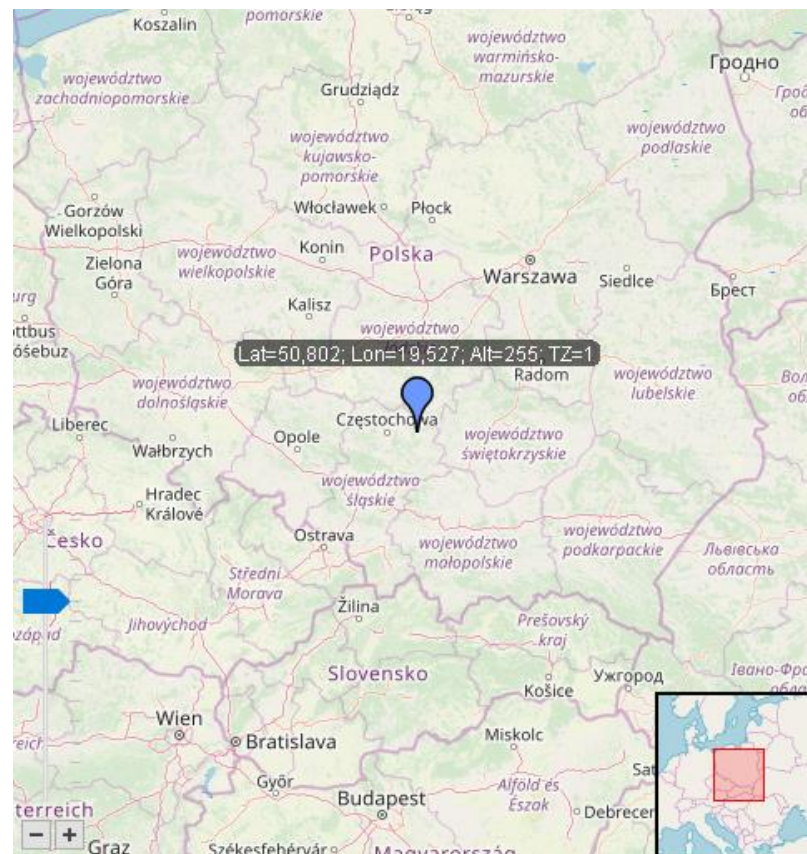 Koszalin
pomorskie
województwo
warmińsko-
mazurskie
Гродно
województwo
zachodniopomorskie
Grudziądz
województwo
kujawsko-
pomorskie
województwo
podlaskie
Gorzów
Wielkopolski
Włocławek
Płock
Zielona
Góra
województwo
wielkopolskie
Konin
Polska
Warszawa
Siedlce
Брест
Kalisz
województwo
Lat=50,802; Lon=19,527; Alt=255; TZ=1
Radom
województwo
dolnośląskie
województwo
lubelskie
Liberec
Wałbrzych
Opole
Częstochowa
województwo
świętokrzyskie
województwo
śląskie
Hradec
Králové
Česko
Ostrava
województwo
małopolskie
województwo
podkarpackie
Львівська
область
Střední
Morava
Jihovýchod
Žilina
Prešovský
kraj
Slovensko
Košice
Ужгород
Wien
Bratislava
Miskolc
Győr
Budapest
Alföld és
Észak
Debrecen
Graz
Székesfehérvár
Magyarország